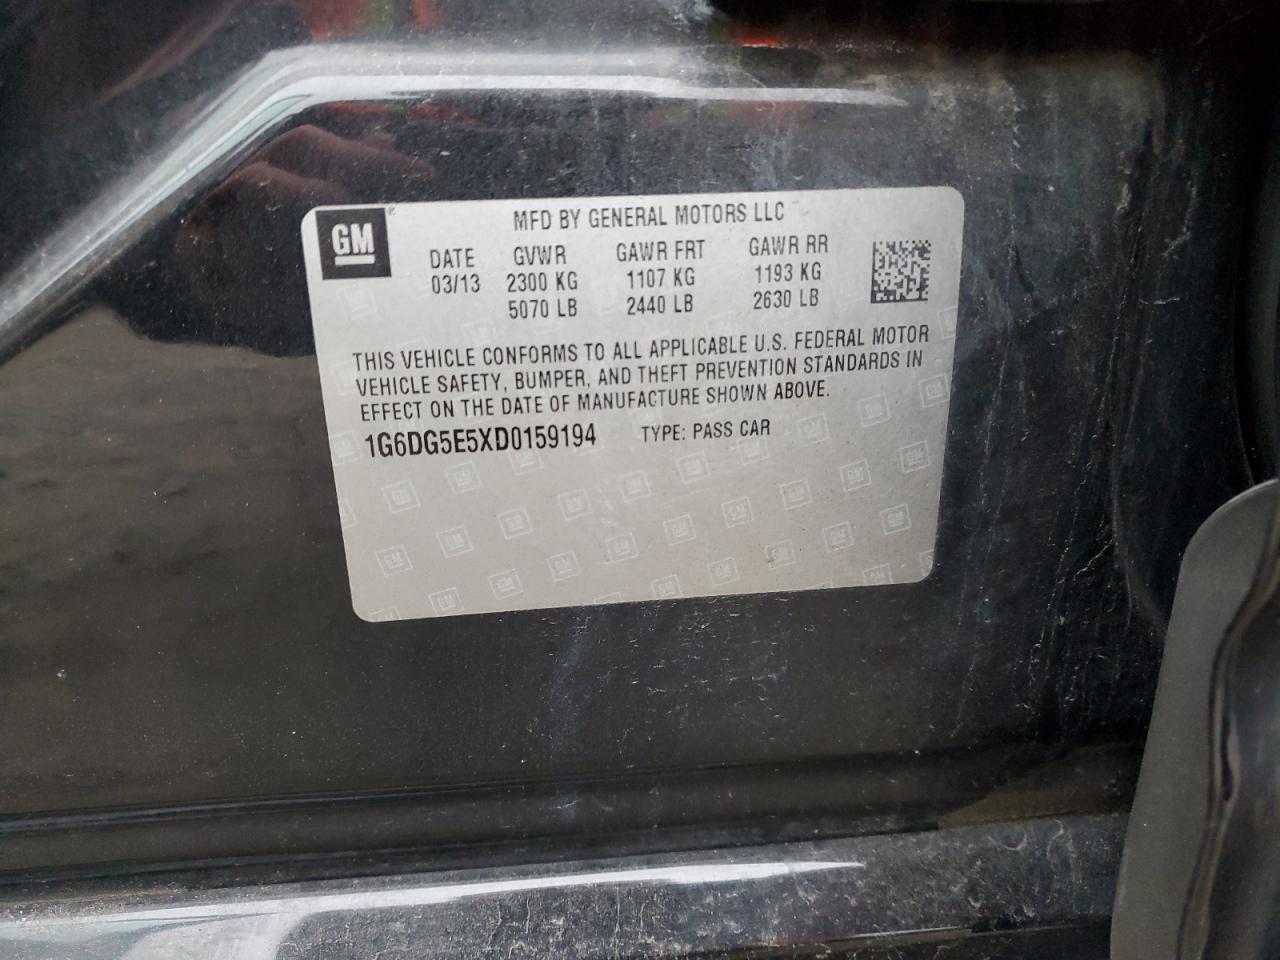 GM
MFD BY GENERAL MOTORS LLC
DATE GVWR GAWR FRT GAWR RR
03/13 2300 KG 1107 KG 1193 KG
5070 LB 2440 LB 2630 LB
THIS VEHICLE CONFORMS TO ALL APPLICABLE U.S. FEDERAL MOTOR
VEHICLE SAFETY, BUMPER, AND THEFT PREVENTION STANDARDS IN
EFFECT ON THE DATE OF MANUFACTURE SHOWN ABOVE.
1G6DG5E5XD0159194 TYPE: PASS CAR